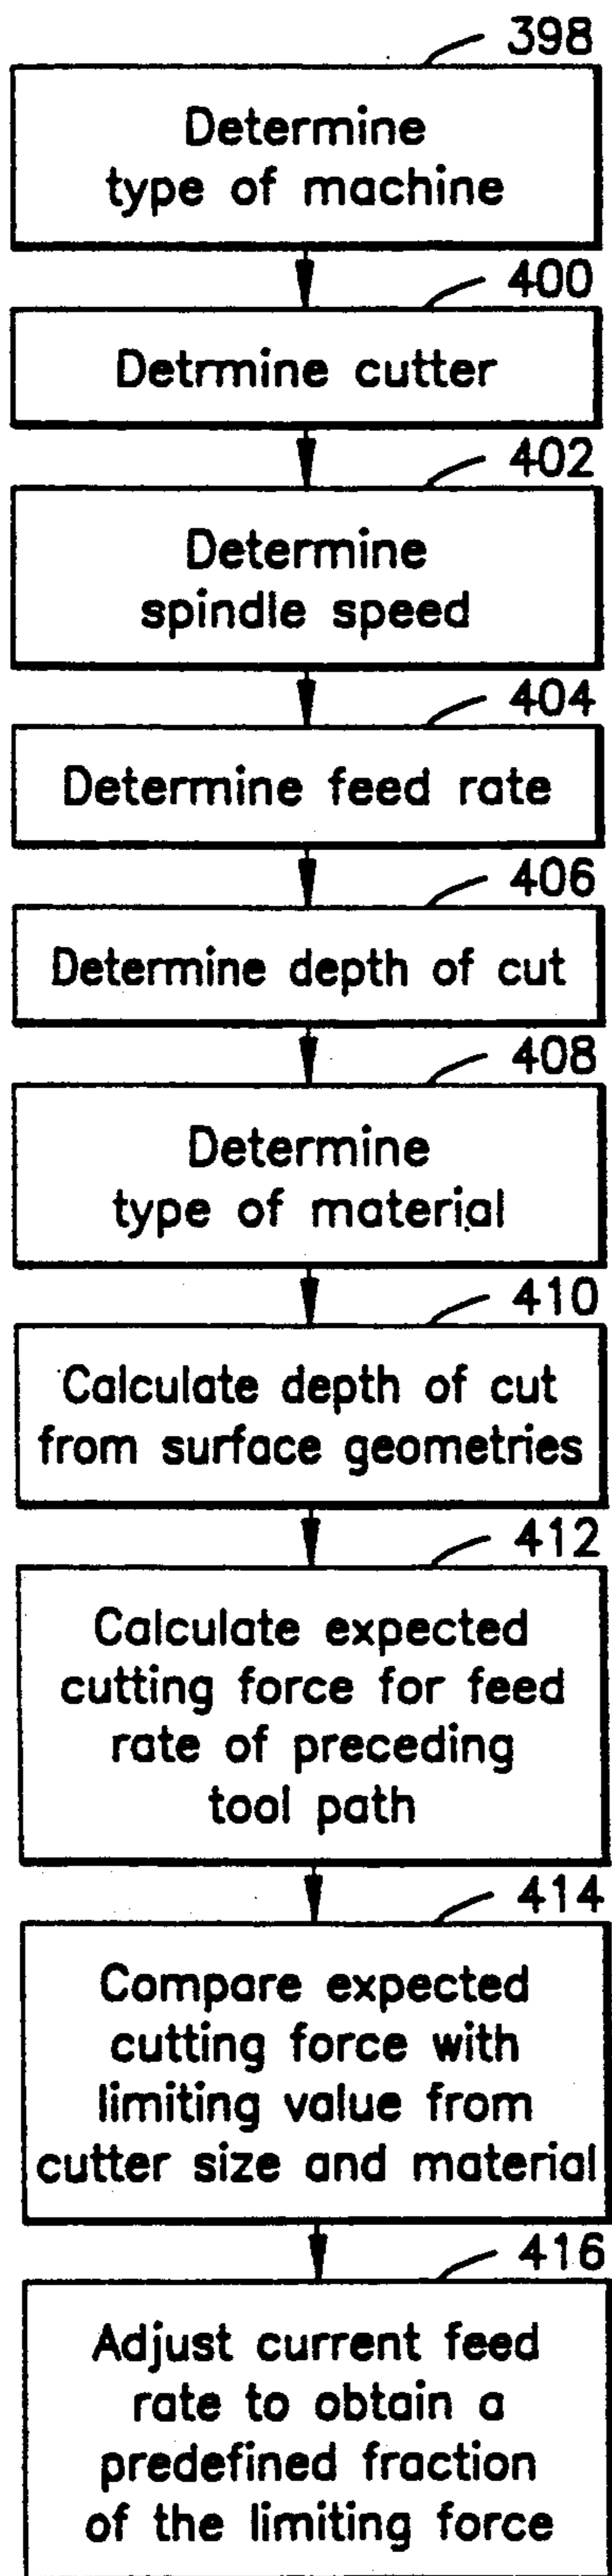 398
Determine
type of machine
400
Detrmine cutter
402
Determine
spindle speed
404
Determine feed rate
406
Determine depth of cut
408
Determine
type of material
410
Calculate depth of cut
from surface geometries
412
Calculate expected
cutting force for feed
rate of preceding
tool path
414
Compare expected
cutting force with
limiting value from
cutter size and material
416
Adjust current feed
rate to obtain a
predefined fraction
of the limiting force